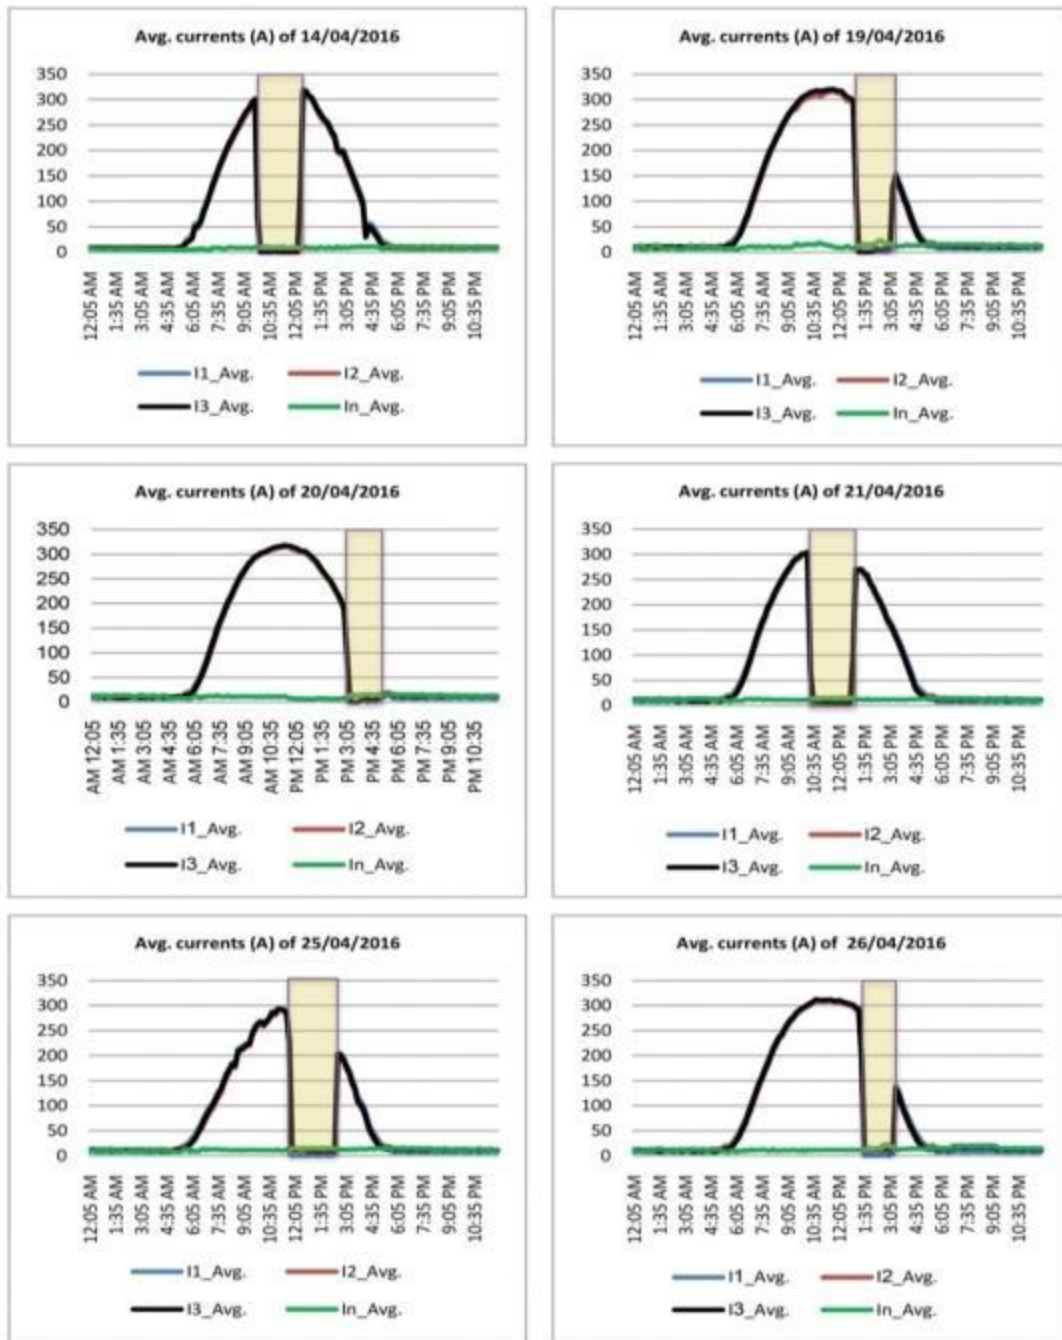 Avg. currents (A) of 14/04/2016
350
300
250
200
150
100
50
0
12:05 AM
1:35 AM
3:05 AM
4:35 AM
6:05 AM
7:35 AM
9:05 AM
10:35 AM
12:05 PM
1:35 PM
3:05 PM
4:35 PM
6:05 PM
7:35 PM
9:05 PM
10:35 PM
I1_Avg. I2_Avg.
I3_Avg. In_Avg.
Avg. currents (A) of 19/04/2016
350
300
250
200
150
100
50
0
12:05 AM
1:35 AM
3:05 AM
4:35 AM
6:05 AM
7:35 AM
9:05 AM
10:35 AM
12:05 PM
1:35 PM
3:05 PM
4:35 PM
6:05 PM
7:35 PM
9:05 PM
10:35 PM
I1_Avg. I2_Avg.
I3_Avg. In_Avg.
Avg. currents (A) of 20/04/2016
350
300
250
200
150
100
50
0
AM 12:05
AM 1:35
AM 3:05
AM 4:35
AM 6:05
AM 7:35
AM 9:05
AM 10:35
PM 12:05
PM 1:35
PM 3:05
PM 4:35
PM 6:05
PM 7:35
PM 9:05
PM 10:35
I1_Avg. I2_Avg.
I3_Avg. In_Avg.
Avg. currents (A) of 21/04/2016
350
300
250
200
150
100
50
0
12:05 AM
1:35 AM
3:05 AM
4:35 AM
6:05 AM
7:35 AM
9:05 AM
10:35 AM
12:05 PM
1:35 PM
3:05 PM
4:35 PM
6:05 PM
7:35 PM
9:05 PM
10:35 PM
I1_Avg. I2_Avg.
I3_Avg. In_Avg.
Avg. currents (A) of 25/04/2016
350
300
250
200
150
100
50
0
12:05 AM
1:35 AM
3:05 AM
4:35 AM
6:05 AM
7:35 AM
9:05 AM
10:35 AM
12:05 PM
1:35 PM
3:05 PM
4:35 PM
6:05 PM
7:35 PM
9:05 PM
10:35 PM
I1_Avg. I2_Avg.
I3_Avg. In_Avg.
Avg. currents (A) of 26/04/2016
350
300
250
200
150
100
50
0
12:05 AM
1:35 AM
3:05 AM
4:35 AM
6:05 AM
7:35 AM
9:05 AM
10:35 AM
12:05 PM
1:35 PM
3:05 PM
4:35 PM
6:05 PM
7:35 PM
9:05 PM
10:35 PM
I1_Avg. I2_Avg.
I3_Avg. In_Avg.